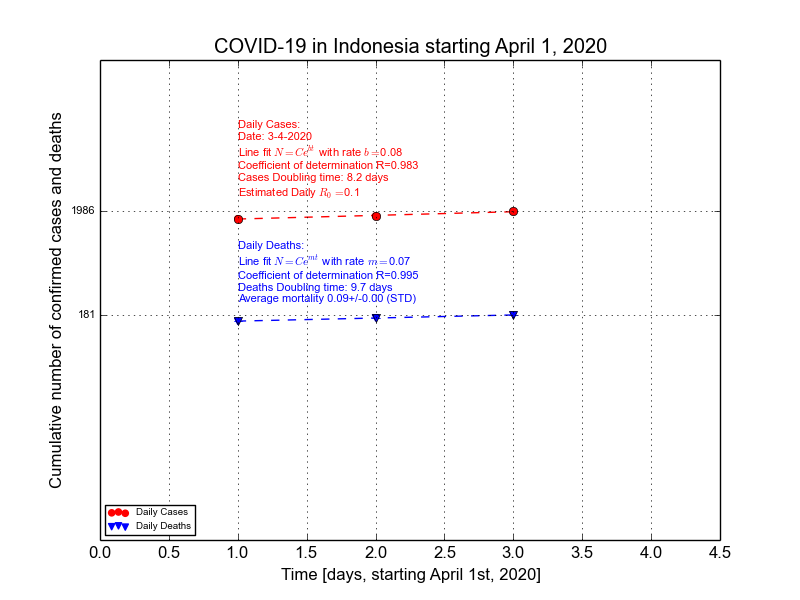 COVID-19 in Indonesia starting April 1, 2020
Cumulative number of confirmed cases and deaths
1986
181
Daily Cases:
Date: 3-4-2020
Line fit N=Ce^{bt} with rate b=0.08
Coefficient of determination R=0.983
Cases Doubling time: 8.2 days
Estimated Daily R₀=0.1
Daily Deaths:
Line fit N=Ce^{mt} with rate m=0.07
Coefficient of determination R=0.995
Deaths Doubling time: 9.7 days
Average mortality 0.09+/-0.00 (STD)
Daily Cases
Daily Deaths
0.0 0.5 1.0 1.5 2.0 2.5 3.0 3.5 4.0 4.5
Time [days, starting April 1st, 2020]